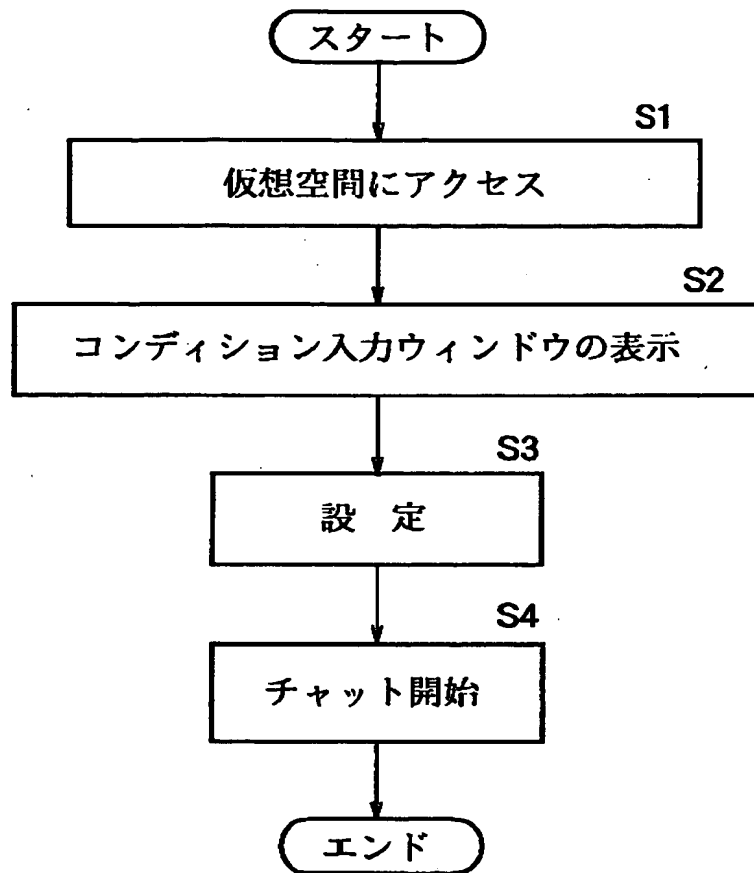 スタート
S1
仮想空間にアクセス
S2
コンディション入力ウィンドウの表示
S3
設 定
S4
チャット開始
エンド